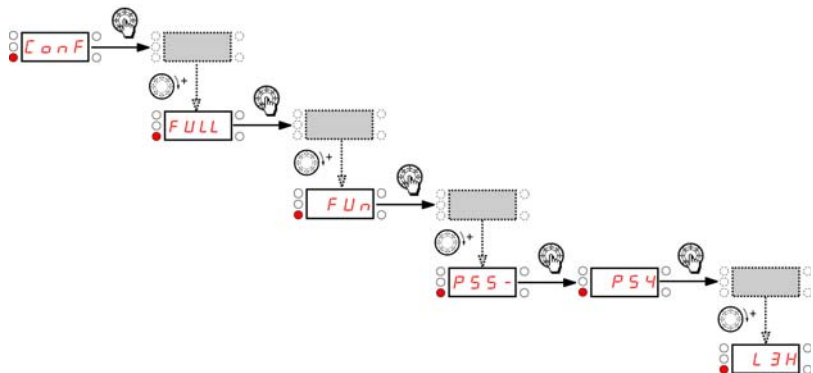 ConF
+
FULL
+
FUn
+
PSS-
PS4
+
L3H